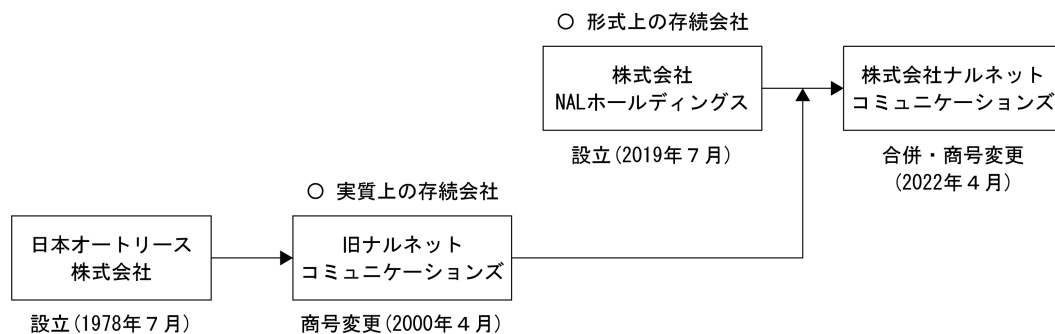 ○ 形式上の存続会社
株式会社
NALホールディングス
株式会社ナルネット
コミュニケーションズ
設立(2019年7月)
合併・商号変更
(2022年4月)
○ 実質上の存続会社
日本オートリース
株式会社
旧ナルネット
コミュニケーションズ
設立(1978年7月)
商号変更(2000年4月)